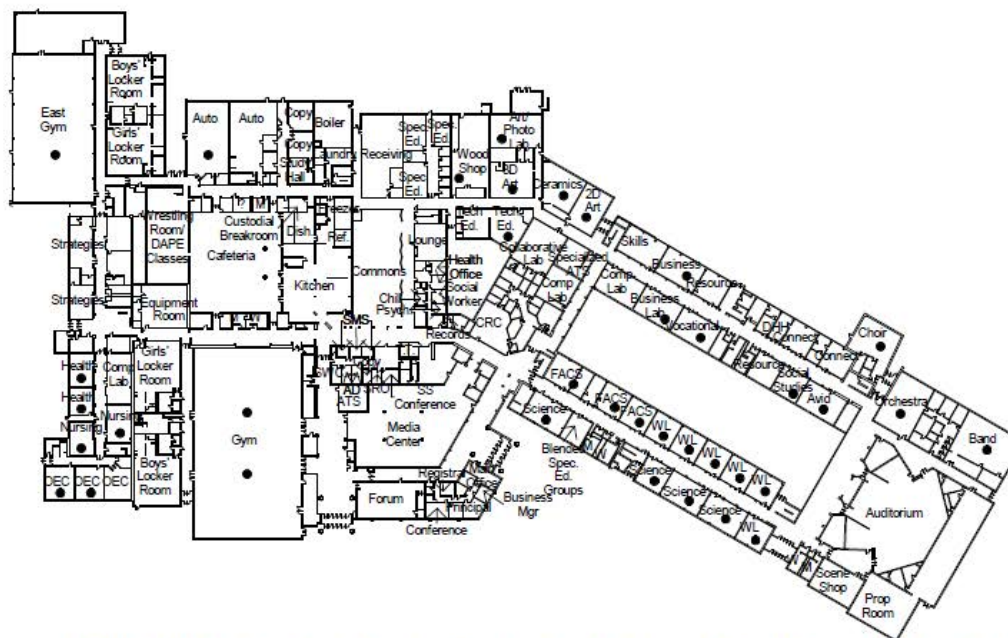 Boys'
Locker
Room
East
Gym
Girls'
Locker
Room
Auto
Auto
Copy
Copy
Study
Hall
Boiler
Laundry
Receiving
Spec.
Ed.
Spec.
Ed.
Spec.
Ed.
Wood
Shop
Art/
Photo
Lab
3D
Art
Ceramics
2D
Art
Strategies
Strategies
Wrestling
Room/
DAPE
Classes
Equipment
Room
Custodial
Breakroom
Cafeteria
Dish.
Freezer
Ref.
Kitchen
Commons
Lounge
Tech
Ed.
Tech
Ed.
Health
Office
Social
Worker
Chill
Psych
Records
SMS
Collaborative
Lab
Specialized
ATS
Comp
Lab
CRC
Skills
Business
Resource
Comp.
Lab
Business
Lab
Vocational
DHH
Connect
Connect
Choir
Resource
Social
Studies
Avid
Orchestra
Band
Auditorium
Health
Health
Nursing
Comp
Lab
Nursing
Girls'
Locker
Room
Boys'
Locker
Room
OEC
OEC
OEC
Gym
AD
ATS
SRO
SS
Conference
Media
Center
Registrar
Main
Office
Forum
Principal
Conference
Business
Mgr
FACS
FACS
FACS
WL
WL
WL
WL
WL
Science
Blended
Spec.
Ed.
Groups
Science
Science
Science
WL
Scene
Shop
Prop
Room